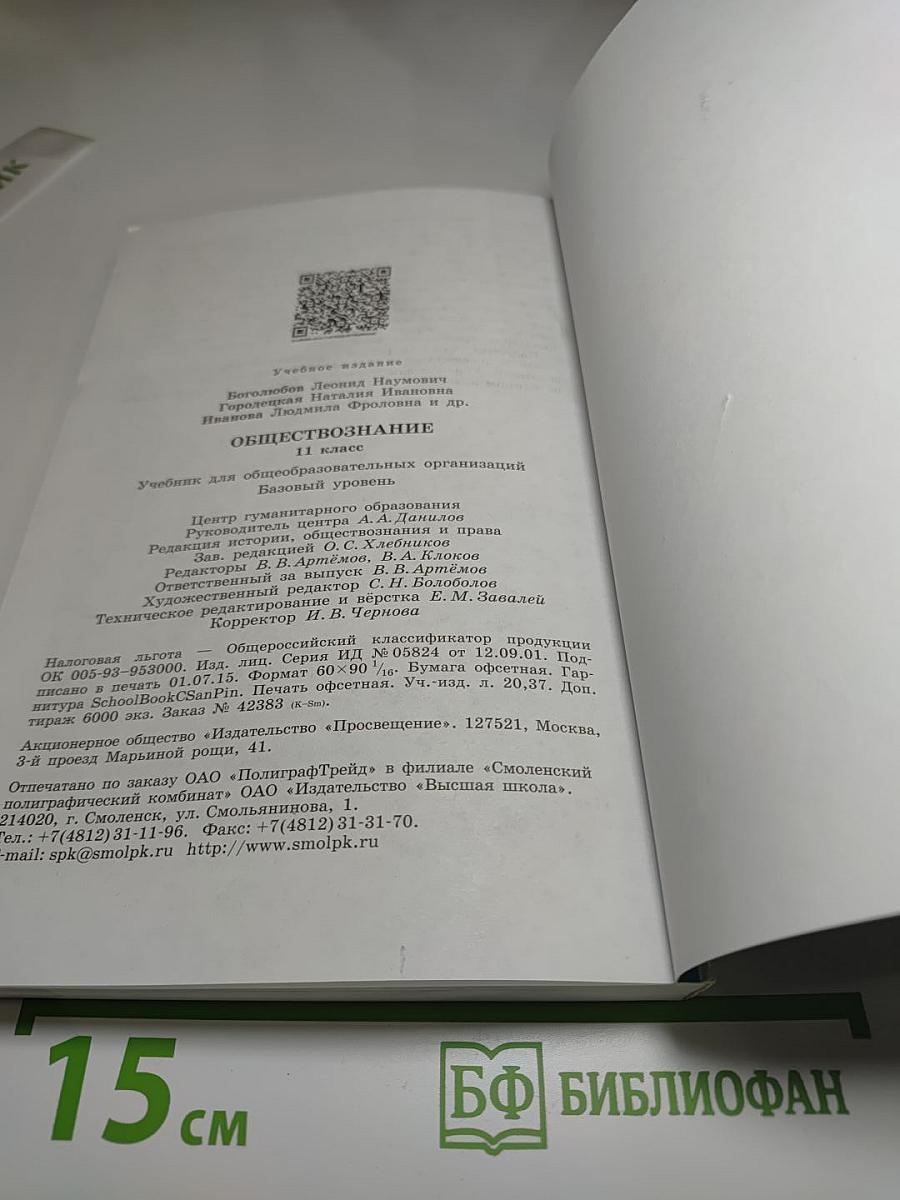 ИК
Учебное издание
Боголюбов Леонид Наумович
Городецкая Наталия Ивановна
Иванова Людмила Фроловна и др.
ОБЩЕСТВОЗНАНИЕ
11 класс
Учебник для общеобразовательных организаций
Базовый уровень
Центр гуманитарного образования
Руководитель центра А. А. Данилов
Редакция истории, обществознания и права
Зав. редакцией О. С. Хлебников
Редакторы В. В. Артёмов, В. А. Клоков
Ответственный за выпуск В. В. Артёмов
Художественный редактор С. Н. Болоболов
Техническое редактирование и вёрстка Е. М. Завалей
Корректор И. В. Чернова
Налоговая льгота — Общероссийский классификатор продукции
ОК 005-93–953000. Изд. лиц. Серия ИД № 05824 от 12.09.01. Под-
писано в печать 01.07.15. Формат 60×90 1/16. Бумага офсетная. Гар-
нитура SchoolBookCSanPin. Печать офсетная. Уч.-изд. л. 20,37. Доп.
тираж 6000 экз. Заказ № 42383 (K-Sm).
Акционерное общество «Издательство «Просвещение». 127521, Москва,
3-й проезд Марьиной рощи, 41.
Отпечатано по заказу ОАО «ПолиграфТрейд» в филиале «Смоленский
полиграфический комбинат» ОАО «Издательство «Высшая школа».
214020, г. Смоленск, ул. Смольянинова, 1.
Тел.: +7(4812) 31-11-96. Факс: +7(4812) 31-31-70.
E-mail: spk@smolpk.ru http://www.smolpk.ru
15 см
БФ БИБЛИОФАН